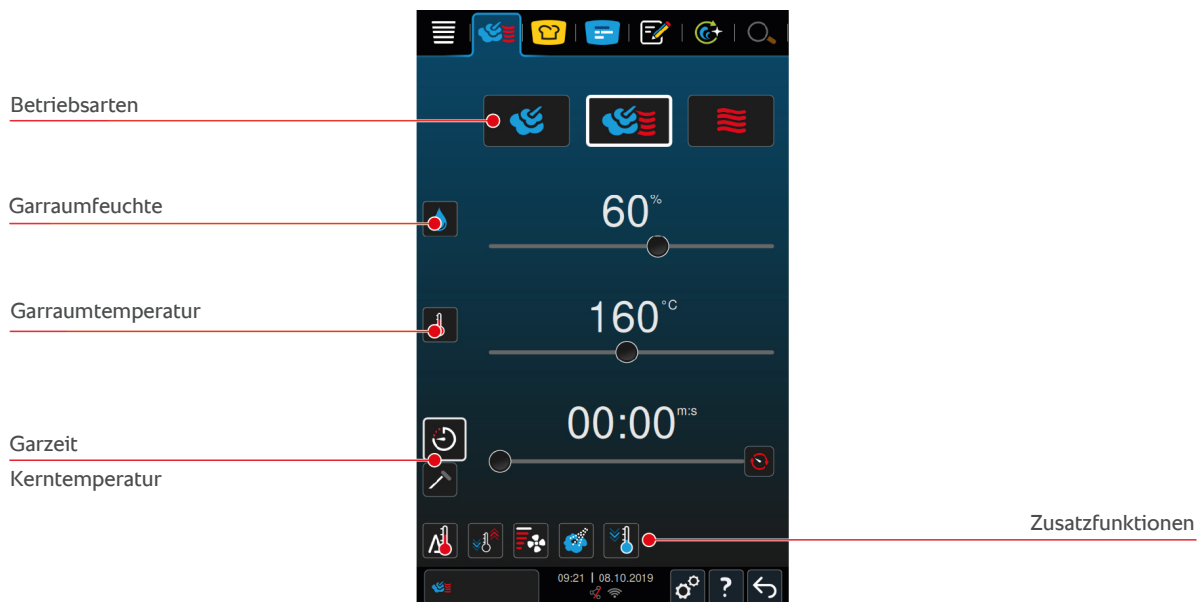 Betriebsarten
Garraumfeuchte
60%
Garraumtemperatur
160°C
00:00 m:s
Garzeit
Kerntemperatur
Zusatzfunktionen
09:21 | 08.10.2019
?